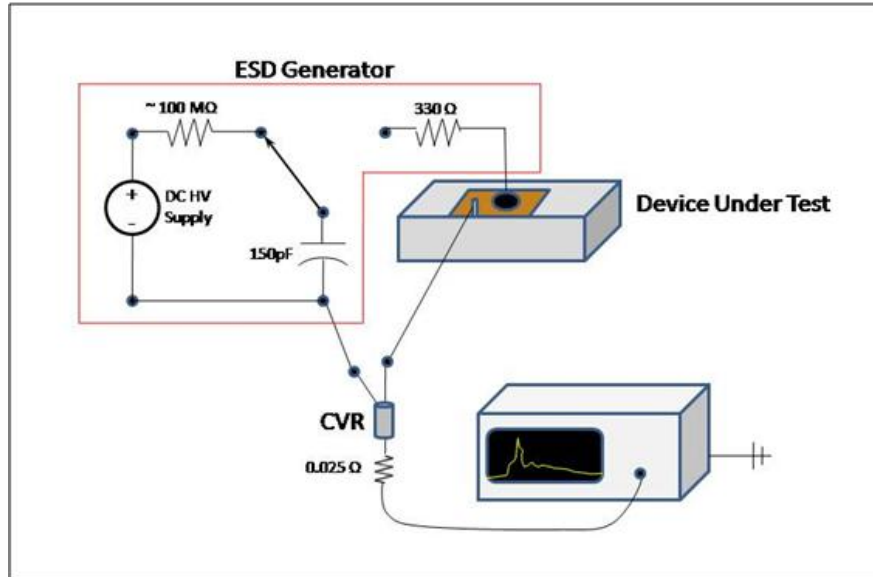 ESD Generator
~ 100 MΩ
330 Ω
+
-
DC HV
Supply
150pF
Device Under Test
CVR
0.025 Ω